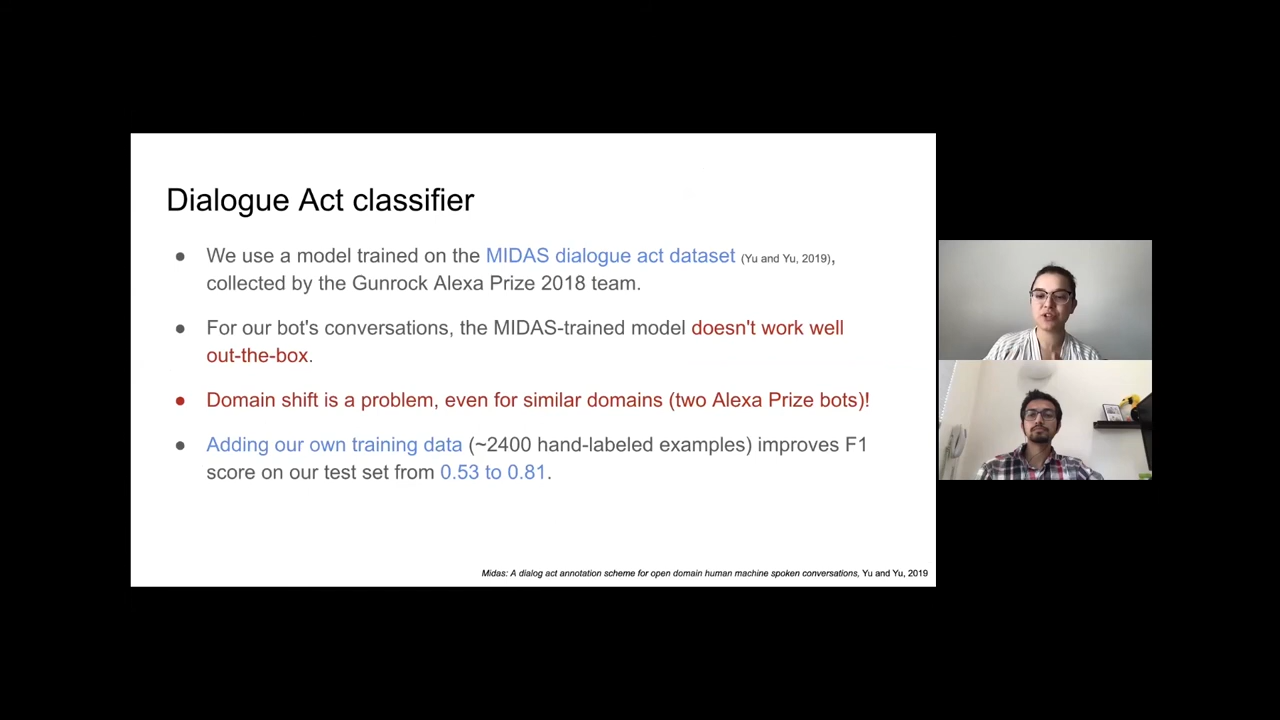 Dialogue Act classifier
● We use a model trained on the MIDAS dialogue act dataset (Yu and Yu, 2019),
collected by the Gunrock Alexa Prize 2018 team.
● For our bot's conversations, the MIDAS-trained model doesn't work well
out-the-box.
● Domain shift is a problem, even for similar domains (two Alexa Prize bots)!
● Adding our own training data (~2400 hand-labeled examples) improves F1
score on our test set from 0.53 to 0.81.
Midas: A dialog act annotation scheme for open domain human machine spoken conversations, Yu and Yu, 2019